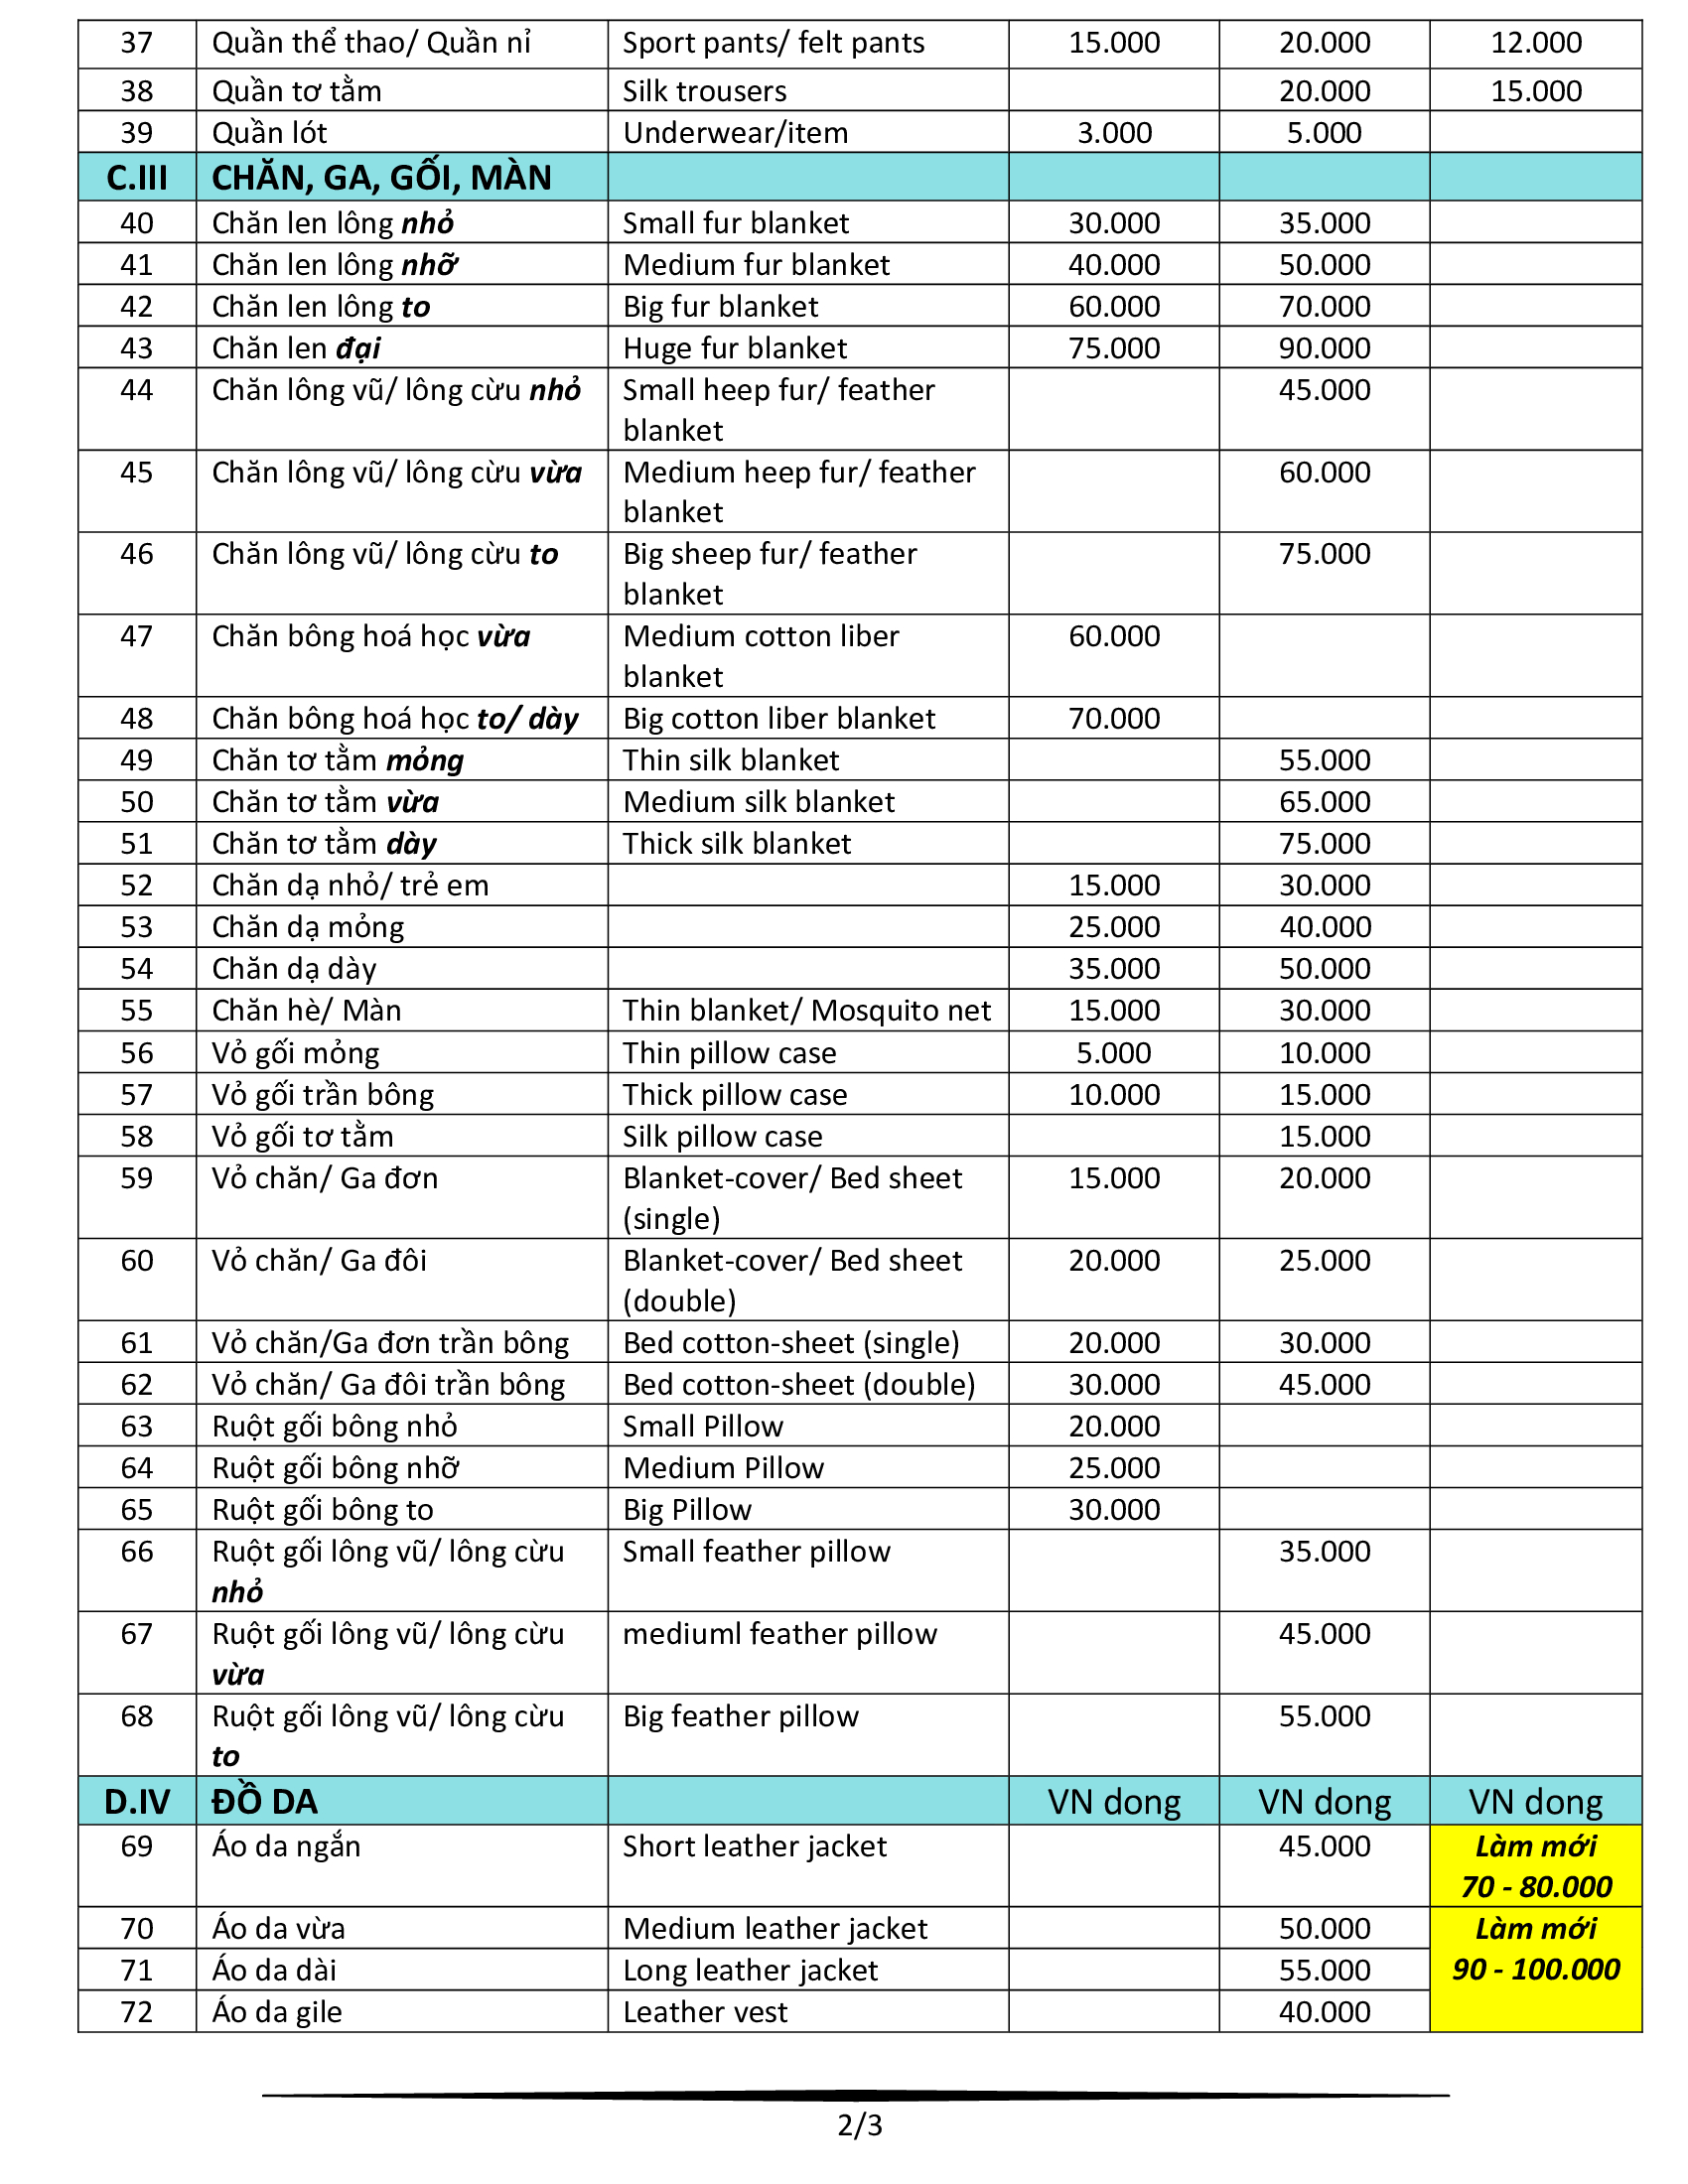 37 Quần thể thao/ Quần nỉ Sport pants/ felt pants 15.000 20.000 12.000
38 Quần tơ tằm Silk trousers 20.000 15.000
39 Quần lót Underwear/item 3.000 5.000
C.III CHĂN, GA, GỐI, MÀN
40 Chăn len lông nhỏ Small fur blanket 30.000 35.000
41 Chăn len lông nhỡ Medium fur blanket 40.000 50.000
42 Chăn len lông to Big fur blanket 60.000 70.000
43 Chăn len đại Huge fur blanket 75.000 90.000
44 Chăn lông vũ/ lông cừu nhỏ Small heep fur/ feather 45.000
blanket
45 Chăn lông vũ/ lông cừu vừa Medium heep fur/ feather 60.000
blanket
46 Chăn lông vũ/ lông cừu to Big sheep fur/ feather 75.000
blanket
47 Chăn bông hoá học vừa Medium cotton liber 60.000
blanket
48 Chăn bông hoá học to/ dày Big cotton liber blanket 70.000
49 Chăn tơ tằm mỏng Thin silk blanket 55.000
50 Chăn tơ tằm vừa Medium silk blanket 65.000
51 Chăn tơ tằm dày Thick silk blanket 75.000
52 Chăn dạ nhỏ/ trẻ em 15.000 30.000
53 Chăn dạ mỏng 25.000 40.000
54 Chăn dạ dày 35.000 50.000
55 Chăn hè/ Màn Thin blanket/ Mosquito net 15.000 30.000
56 Vỏ gối mỏng Thin pillow case 5.000 10.000
57 Vỏ gối trần bông Thick pillow case 10.000 15.000
58 Vỏ gối tơ tằm Silk pillow case 15.000
59 Vỏ chăn/ Ga đơn Blanket-cover/ Bed sheet 15.000 20.000
(single)
60 Vỏ chăn/ Ga đôi Blanket-cover/ Bed sheet 20.000 25.000
(double)
61 Vỏ chăn/Ga đơn trần bông Bed cotton-sheet (single) 20.000 30.000
62 Vỏ chăn/ Ga đôi trần bông Bed cotton-sheet (double) 30.000 45.000
63 Ruột gối bông nhỏ Small Pillow 20.000
64 Ruột gối bông nhỡ Medium Pillow 25.000
65 Ruột gối bông to Big Pillow 30.000
66 Ruột gối lông vũ/ lông cừu Small feather pillow 35.000
nhỏ
67 Ruột gối lông vũ/ lông cừu mediuml feather pillow 45.000
vừa
68 Ruột gối lông vũ/ lông cừu Big feather pillow 55.000
to
D.IV ĐỒ DA VN dong VN dong VN dong
69 Áo da ngắn Short leather jacket 45.000 Làm mới
70 - 80.000
70 Áo da vừa Medium leather jacket 50.000 Làm mới
71 Áo da dài Long leather jacket 55.000 90 - 100.000
72 Áo da gile Leather vest 40.000
2/3